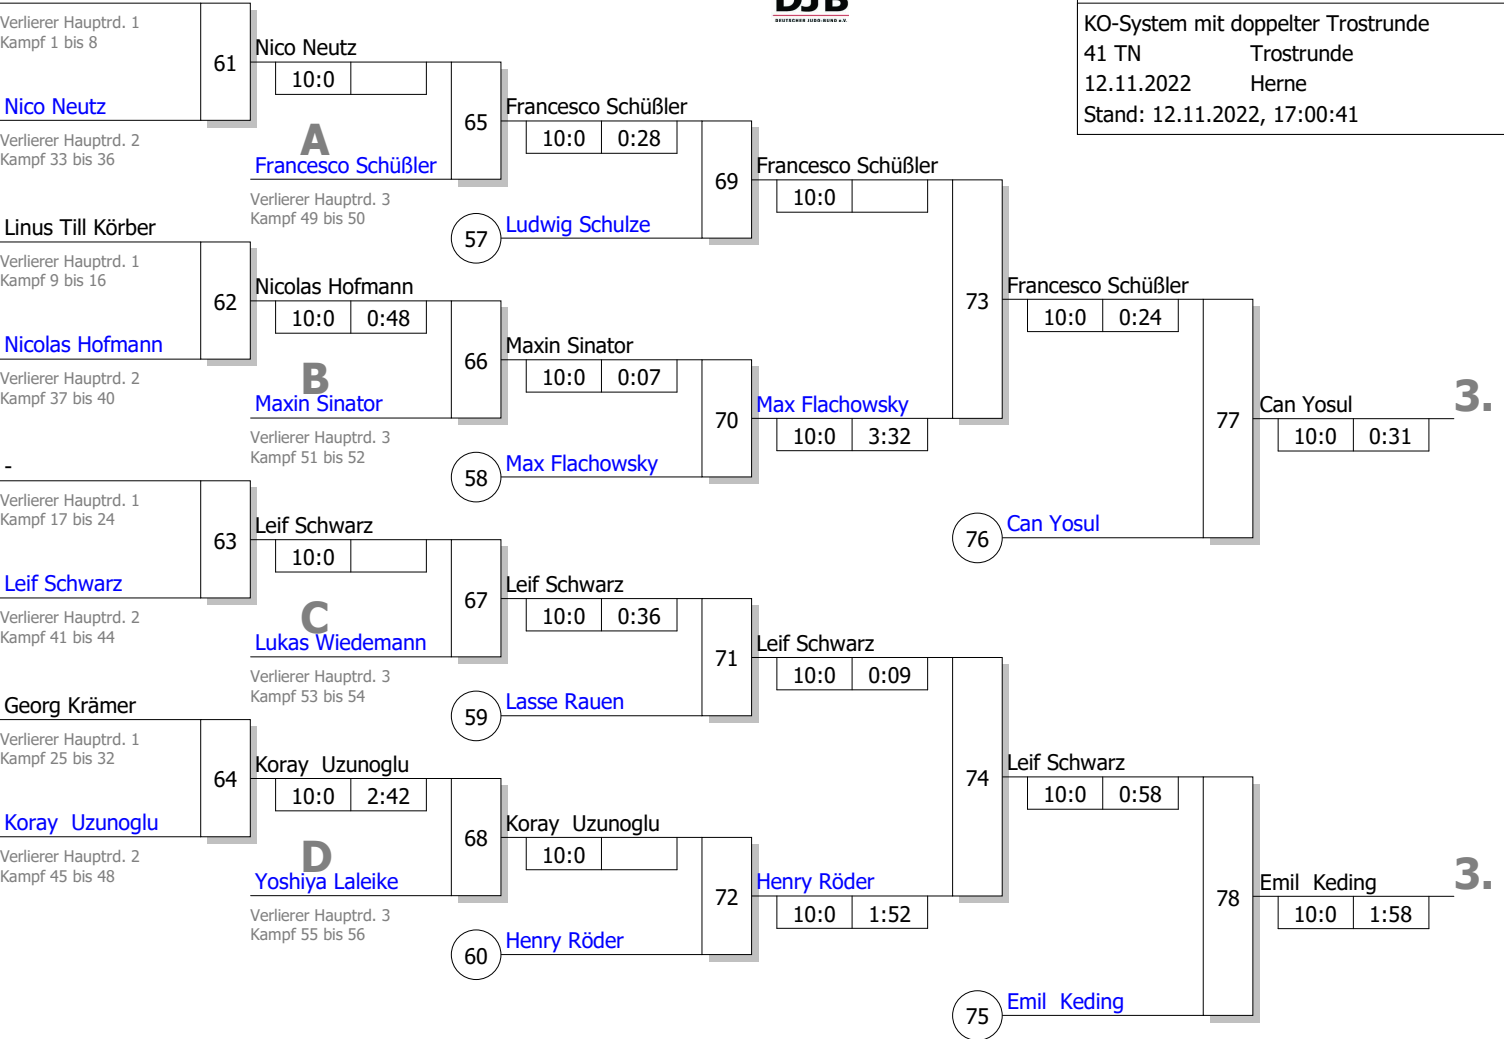 DJB
DEUTSCHER JUDO-BUND e.V.
KO-System mit doppelter Trostrunde
41 TN Trostrunde
12.11.2022 Herne
Stand: 12.11.2022, 17:00:41
Verlierer Hauptrd. 1
Kampf 1 bis 8
61
Nico Neutz
10:0
Nico Neutz
Verlierer Hauptrd. 2
Kampf 33 bis 36
A
Francesco Schüßler
Verlierer Hauptrd. 3
Kampf 49 bis 50
65
Francesco Schüßler
10:0 0:28
57
Ludwig Schulze
69
Francesco Schüßler
10:0
Linus Till Körber
Verlierer Hauptrd. 1
Kampf 9 bis 16
62
Nicolas Hofmann
10:0 0:48
Nicolas Hofmann
Verlierer Hauptrd. 2
Kampf 37 bis 40
B
Maxin Sinator
Verlierer Hauptrd. 3
Kampf 51 bis 52
66
Maxin Sinator
10:0 0:07
58
Max Flachowsky
70
Max Flachowsky
10:0 3:32
73
Francesco Schüßler
10:0 0:24
76
Can Yosul
77
Can Yosul
10:0 0:31
3.
-
Verlierer Hauptrd. 1
Kampf 17 bis 24
63
Leif Schwarz
10:0
Leif Schwarz
Verlierer Hauptrd. 2
Kampf 41 bis 44
C
Lukas Wiedemann
Verlierer Hauptrd. 3
Kampf 53 bis 54
67
Leif Schwarz
10:0 0:36
59
Lasse Rauen
71
Leif Schwarz
10:0 0:09
Georg Krämer
Verlierer Hauptrd. 1
Kampf 25 bis 32
64
Koray Uzunoglu
10:0 2:42
Koray Uzunoglu
Verlierer Hauptrd. 2
Kampf 45 bis 48
D
Yoshiya Laleike
Verlierer Hauptrd. 3
Kampf 55 bis 56
68
Koray Uzunoglu
10:0
60
Henry Röder
72
Henry Röder
10:0 1:52
74
Leif Schwarz
10:0 0:58
75
Emil Keding
78
Emil Keding
10:0 1:58
3.